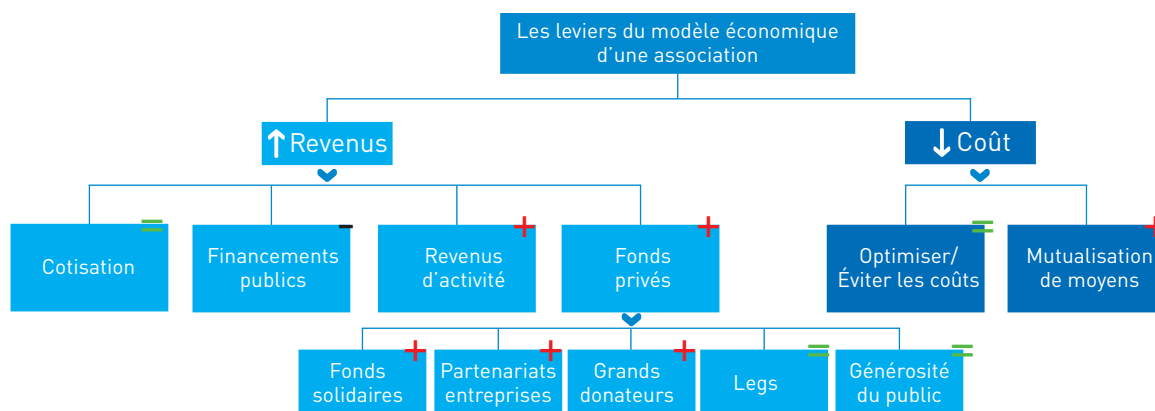 Les leviers du modèle économique
d’une association
↑ Revenus
↓ Coût
=
-
+
+
=
+
Cotisation
Financements
publics
Revenus
d’activité
Fonds
privés
Optimiser/
Éviter les coûts
Mutualisation
de moyens
+
+
+
=
=
Fonds
solidaires
Partenariats
entreprises
Grands
donateurs
Legs
Générosité
du public